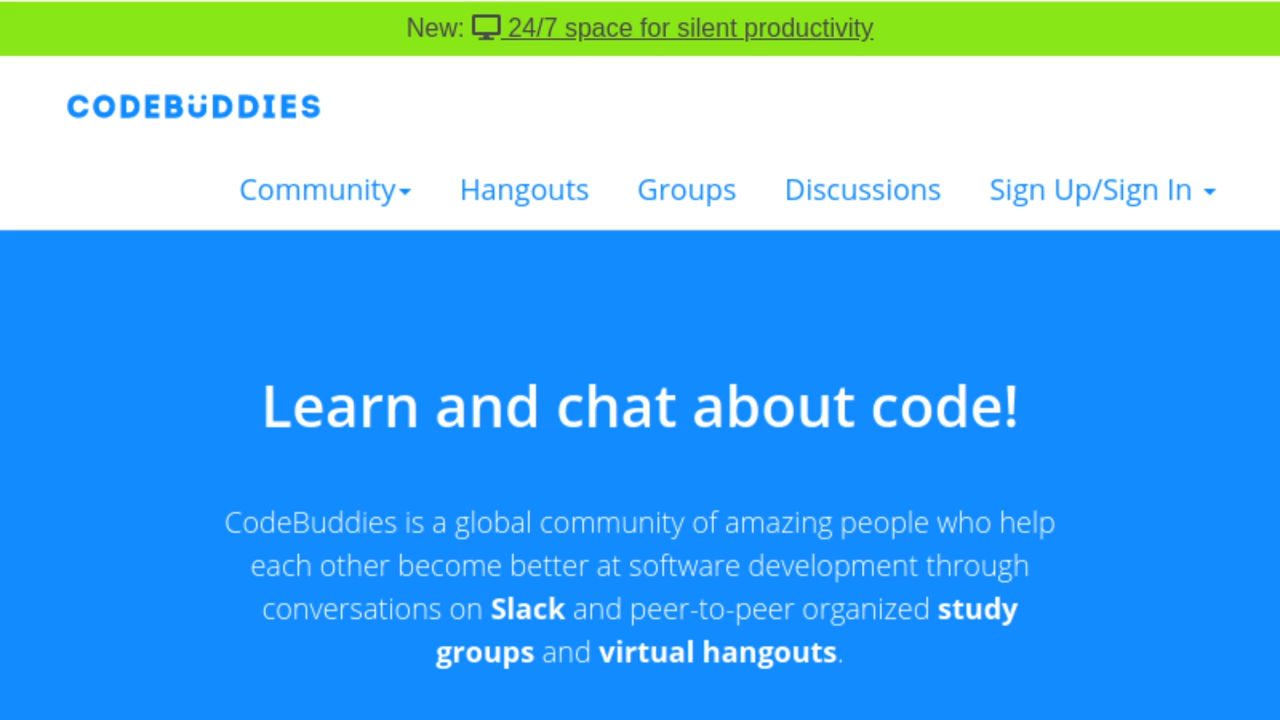 New: 24/7 space for silent productivity
CODEBÜDDIES
Community Hangouts Groups Discussions Sign Up/Sign In
Learn and chat about code!
CodeBuddies is a global community of amazing people who help
each other become better at software development through
conversations on Slack and peer-to-peer organized study
groups and virtual hangouts.